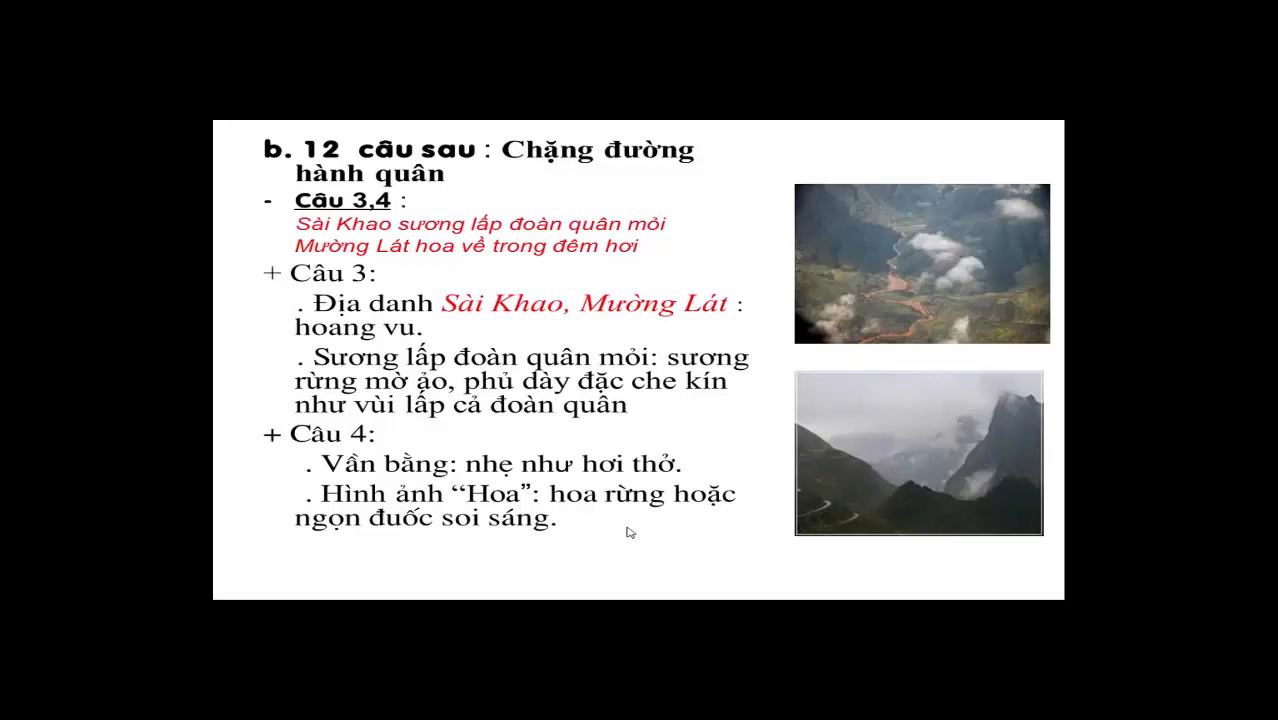 b. 12 câu sau : Chặng đường
hành quân
- Câu 3,4 :
Sài Khao sương lấp đoàn quân mỏi
Mường Lát hoa về trong đêm hơi
+ Câu 3:
. Địa danh Sài Khao, Mường Lát :
hoang vu.
. Sương lấp đoàn quân mỏi: sương
rừng mờ ảo, phủ dày đặc che kín
như vùi lấp cả đoàn quân
+ Câu 4:
. Vần bằng: nhẹ như hơi thở.
. Hình ảnh “Hoa”: hoa rừng hoặc
ngọn đuốc soi sáng.